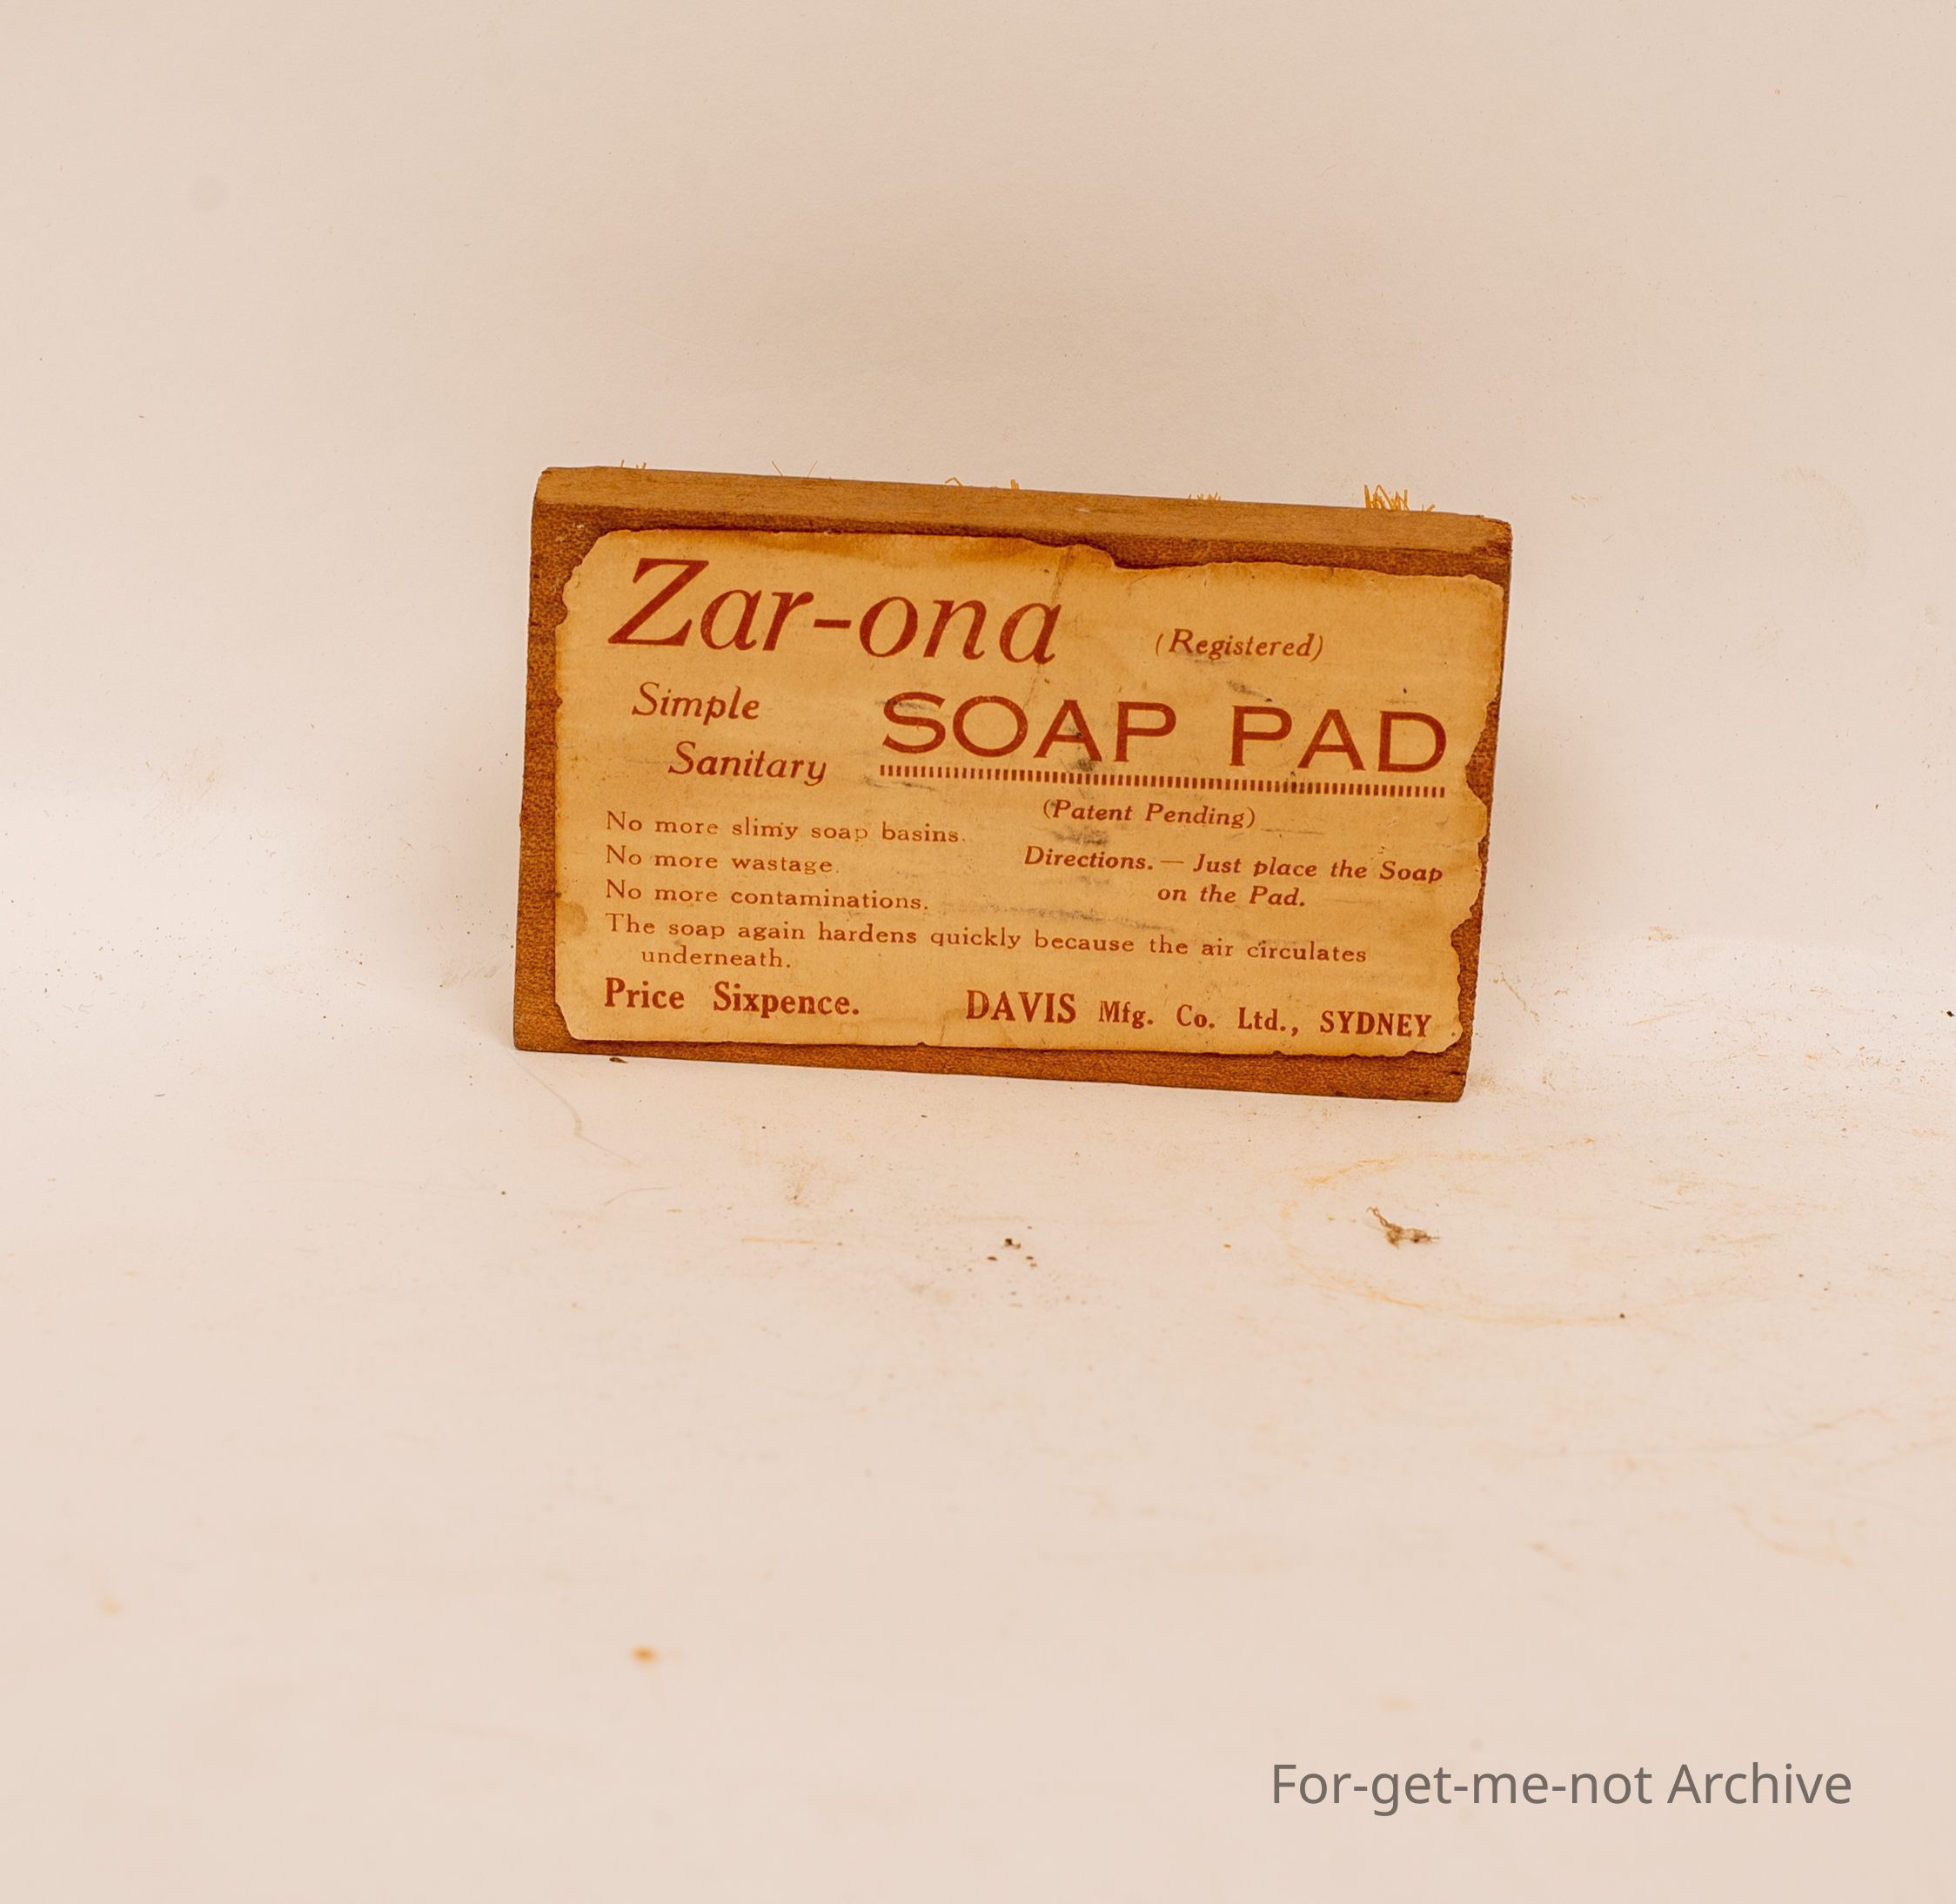 Zar-ona (Registered)
Simple
Sanitary
SOAP PAD
(Patent Pending)
No more slimy soap basins.
No more wastage.
No more contaminations.
Directions. — Just place the Soap
on the Pad.
The soap again hardens quickly because the air circulates
underneath.
Price Sixpence. DAVIS Mfg. Co. Ltd., SYDNEY
For-get-me-not Archive